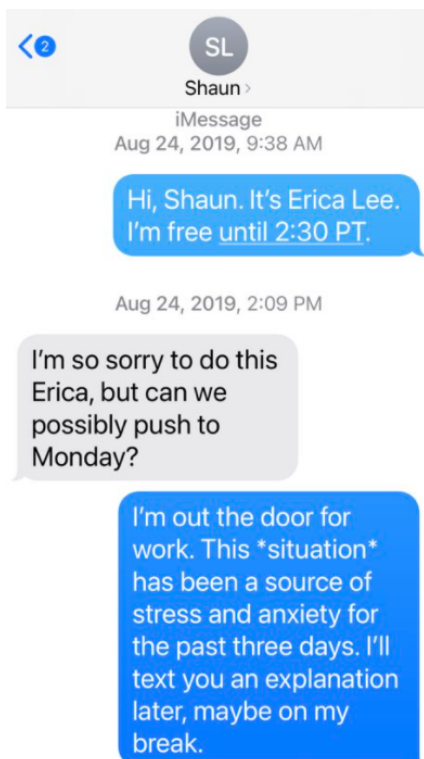 2
SL
Shaun
iMessage
Aug 24, 2019, 9:38 AM
Hi, Shaun. It's Erica Lee.
I'm free until 2:30 PT.
Aug 24, 2019, 2:09 PM
I'm so sorry to do this
Erica, but can we
possibly push to
Monday?
I'm out the door for
work. This *situation*
has been a source of
stress and anxiety for
the past three days. I'll
text you an explanation
later, maybe on my
break.